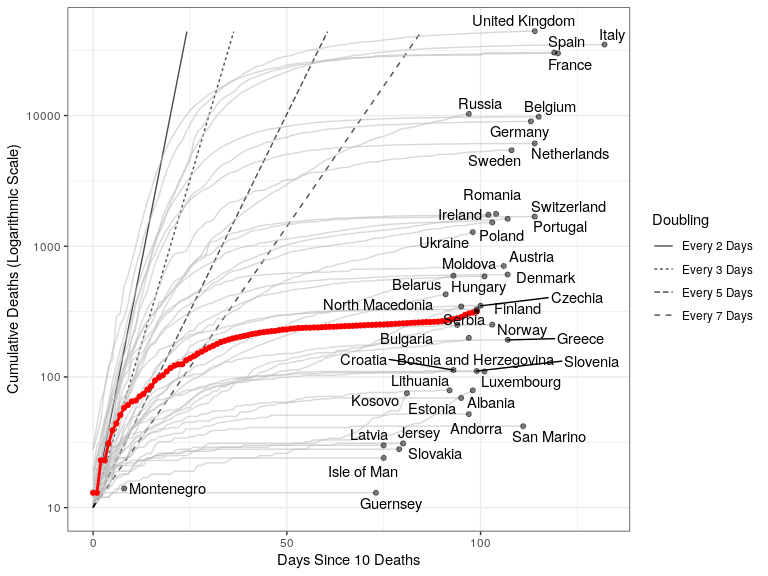 United Kingdom
Italy
Spain
France
10000
Russia
Belgium
Germany
Netherlands
Sweden
Romania
Switzerland
Ireland
Portugal
Poland
Ukraine
1000
Austria
Moldova
Denmark
Belarus
Hungary
Czechia
North Macedonia
Finland
Serbia
Norway
Bulgaria
Greece
Croatia
Bosnia and Herzegovina
Slovenia
100
Lithuania
Luxembourg
Kosovo
Albania
Estonia
Andorra
San Marino
Latvia
Jersey
Slovakia
Isle of Man
Montenegro
Guernsey
10
0
50
100
Days Since 10 Deaths
Cumulative Deaths (Logarithmic Scale)
Doubling
Every 2 Days
Every 3 Days
Every 5 Days
Every 7 Days